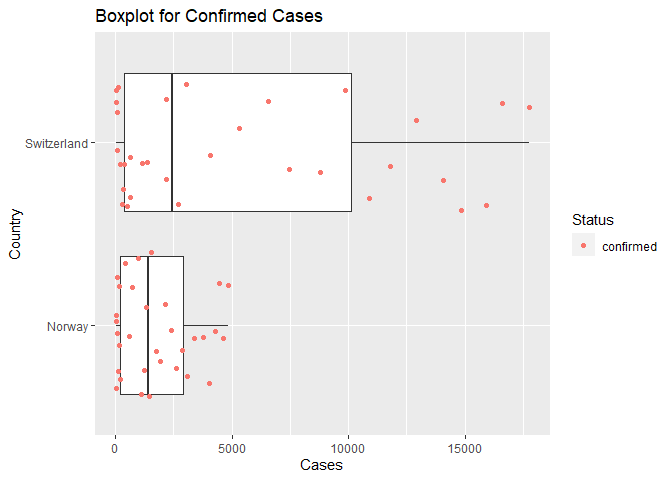 Boxplot for Confirmed Cases
Country
Switzerland
Norway
0 5000 10000 15000
Cases
Status
confirmed